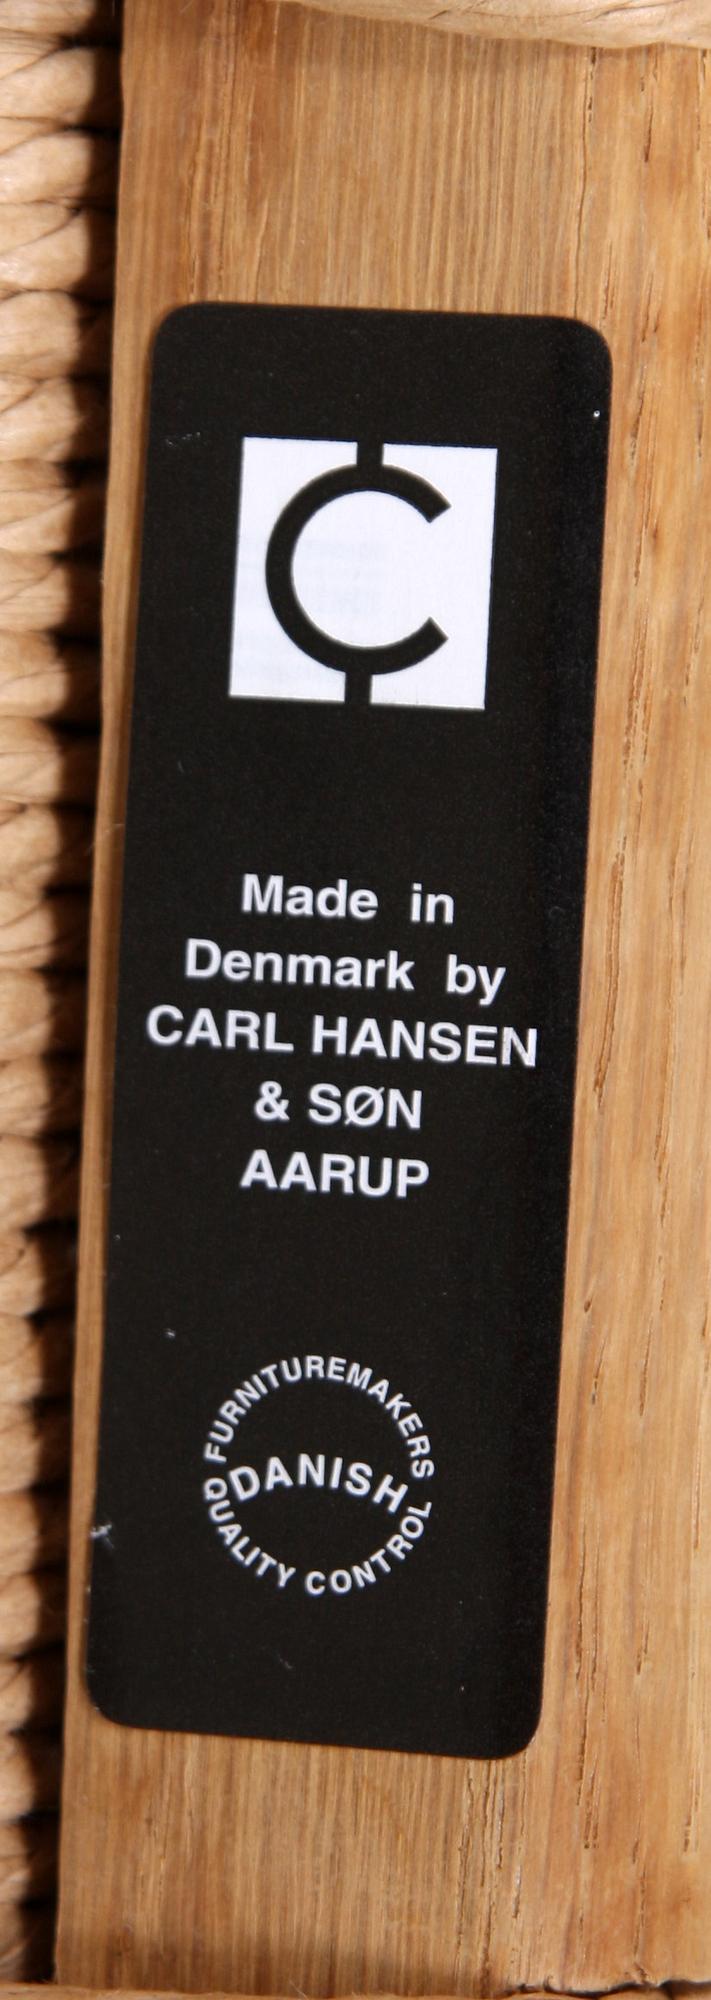 C
Made in
Denmark by
CARL HANSEN
& SØN
AARUP
FURNITUREMAKERS
DANISH
QUALITY CONTROL